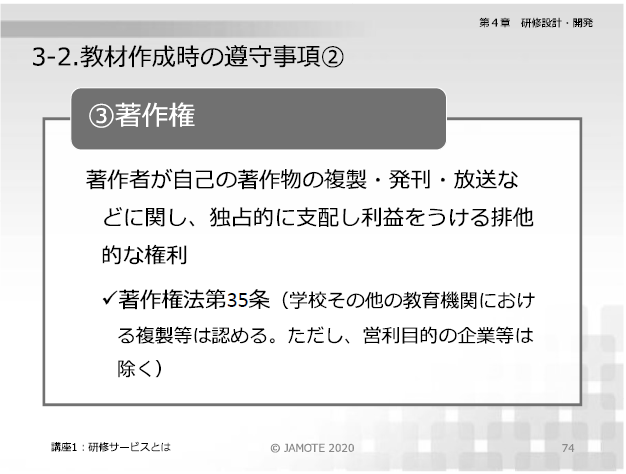 第４章　研修設計・開発
3-2.教材作成時の遵守事項②
③著作権
著作者が自己の著作物の複製・発刊・放送な
どに関し、独占的に支配し利益をうける排他
的な権利
✓著作権法第35条（学校その他の教育機関におけ
る複製等は認める。ただし、営利目的の企業等は
除く）
講座1：研修サービスとは
© JAMOTE 2020
74